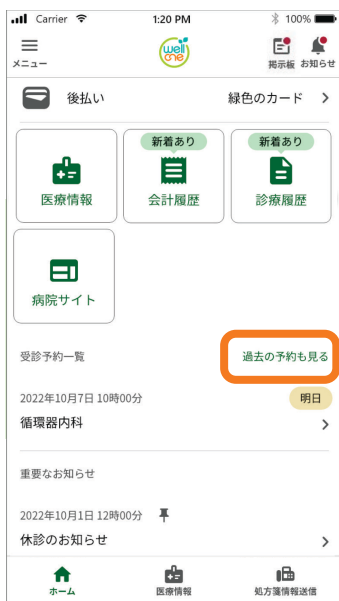 Carrier 1:20 PM 100%
メニュー well one 掲示板 お知らせ
後払い 緑色のカード
新着あり 新着あり
医療情報 会計履歴 診療履歴
病院サイト
受診予約一覧 過去の予約も見る
2022年10月7日 10時00分 明日
循環器内科
重要なお知らせ
2022年10月1日 12時00分
休診のお知らせ
ホーム 医療情報 処方箋情報送信